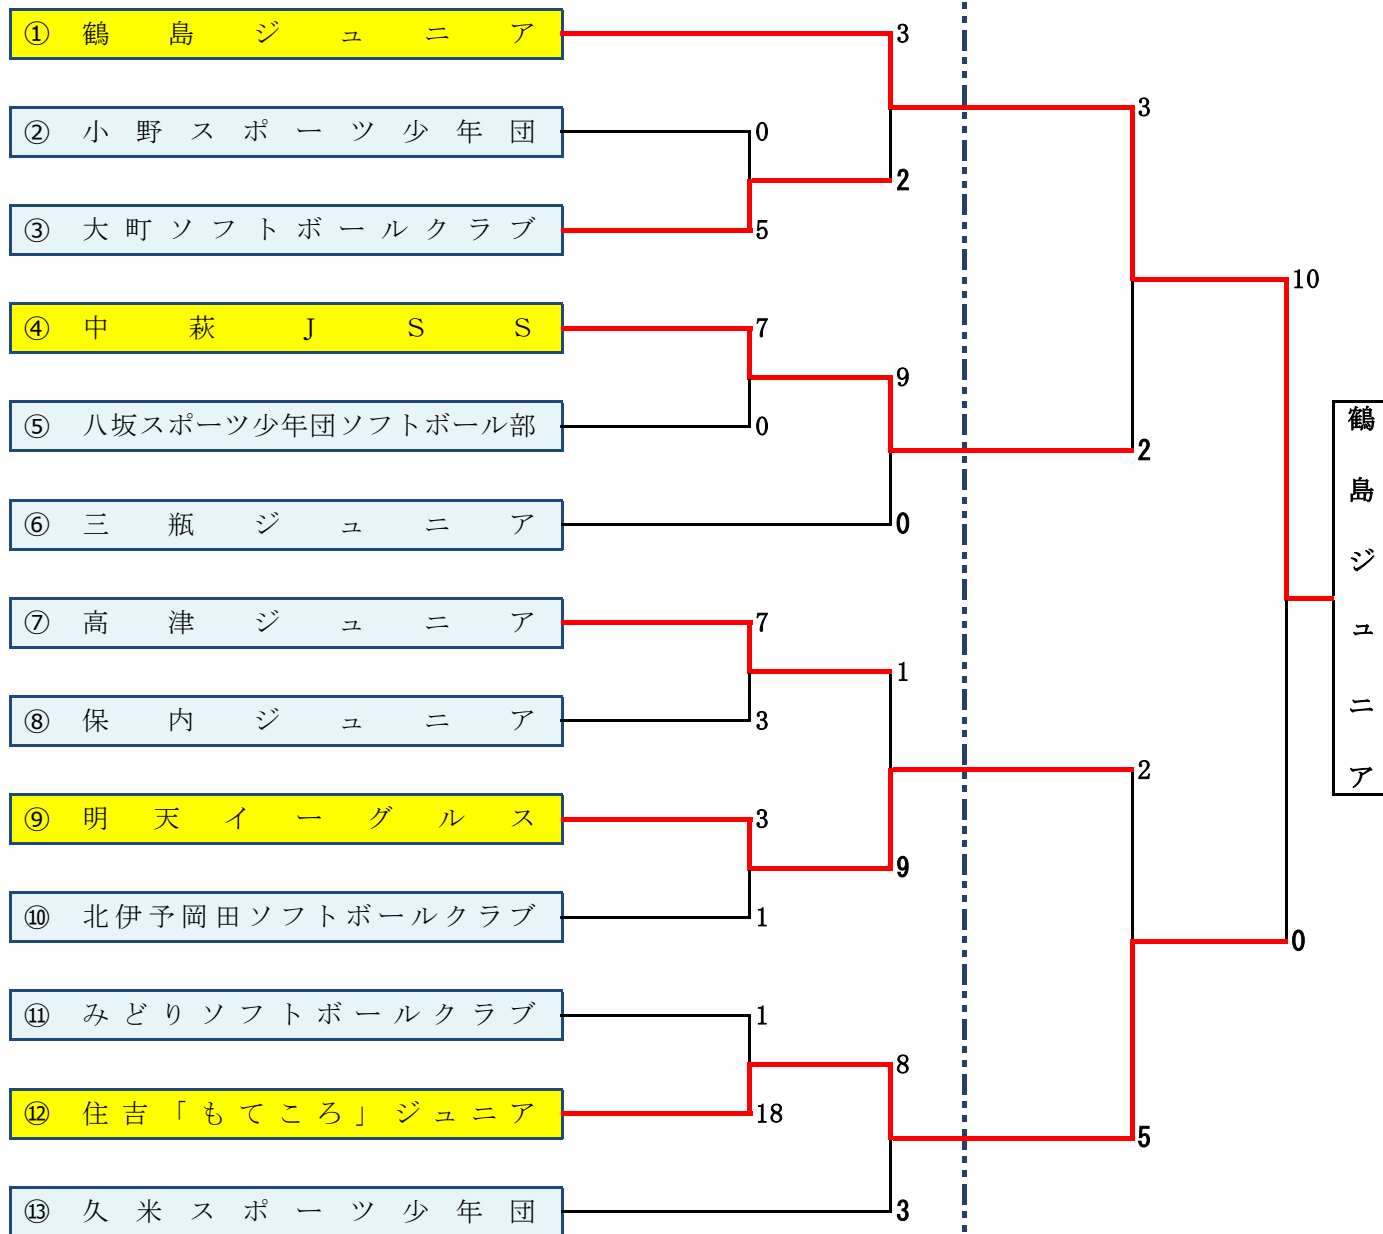 ① 鶴島ジュニア
3
3
② 小野スポーツ少年団
0
2
③ 大町ソフトボールクラブ
5
10
④ 中萩JSS
7
9
⑤ 八坂スポーツ少年団ソフトボール部
0
2
鶴島ジュニア
⑥ 三瓶ジュニア
0
⑦ 高津ジュニア
7
1
⑧ 保内ジュニア
3
2
⑨ 明天イーグルス
3
9
⑩ 北伊予岡田ソフトボールクラブ
1
0
⑪ みどりソフトボールクラブ
1
8
⑫ 住吉「もてころ」ジュニア
18
5
⑬ 久米スポーツ少年団
3